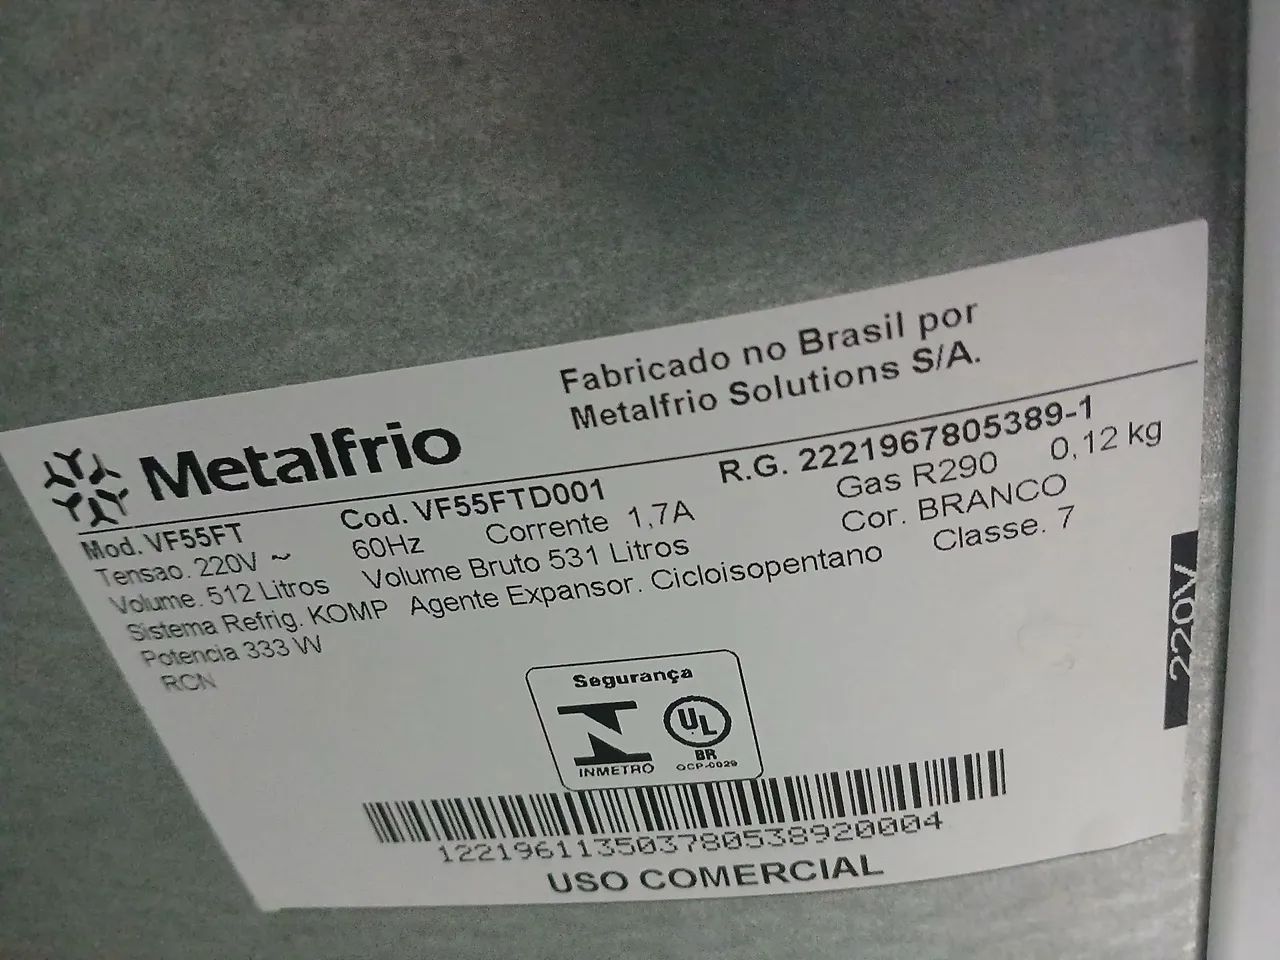 Metalfrio
Fabricado no Brasil por
Metalfrio Solutions S/A.
Mod. VF55FT Cod. VF55FTD001 R.G. 2221967805389-1
Tensao. 220V ~ 60Hz Corrente 1,7A Gas R290 0,12 kg
Volume. 512 Litros Volume Bruto 531 Litros Cor. BRANCO
Sistema Refrig. KOMP Agente Expansor. Cicloisopentano Classe. 7
Potencia 333 W
RCN
220V
Segurança
INMETRO
UL
BR
OCP-0029
122196113503780538920004
USO COMERCIAL